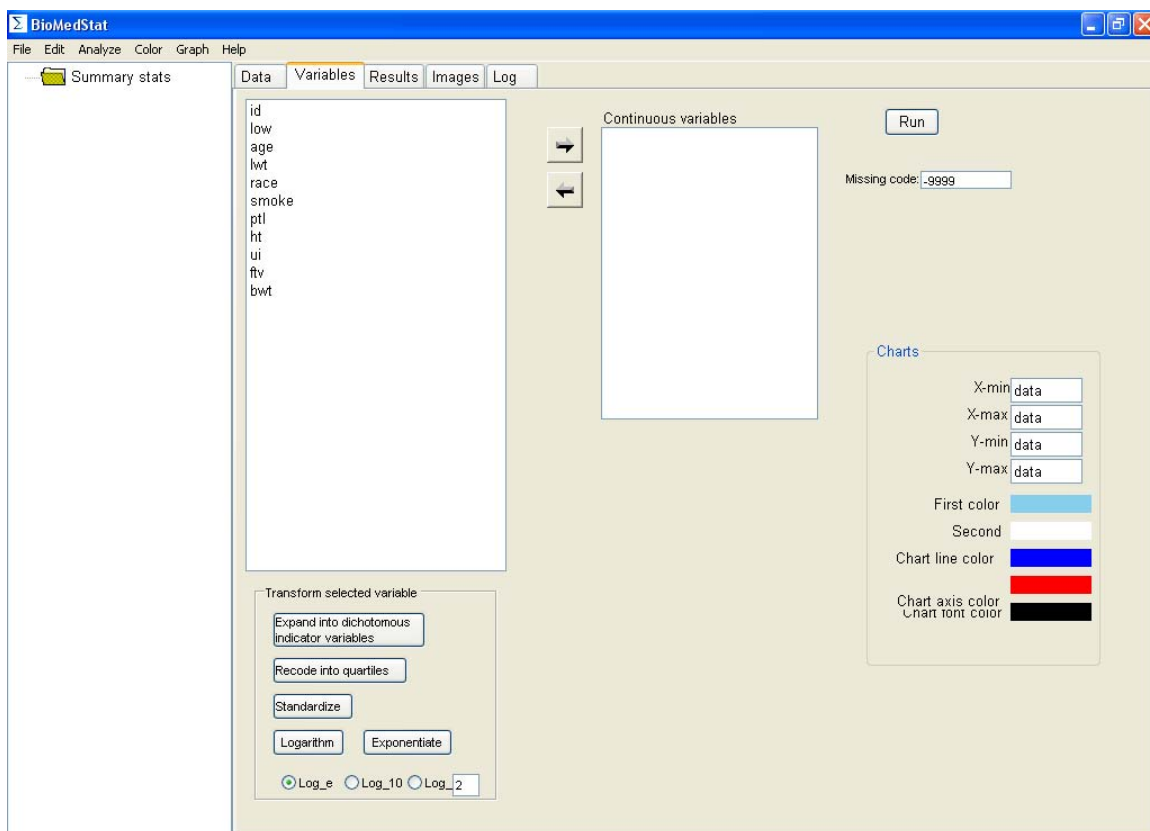 Σ BioMedStat
File Edit Analyze Color Graph Help
Summary stats
Data Variables Results Images Log
id
low
age
lwt
race
smoke
ptl
ht
ui
ftv
bwt
Continuous variables
Run
Missing code: -9999
Charts
X-min data
X-max data
Y-min data
Y-max data
First color
Second
Chart line color
Chart axis color
Chart font color
Transform selected variable
Expand into dichotomous
indicator variables
Recode into quartiles
Standardize
Logarithm Exponentiate
Log_e Log_10 Log_ 2